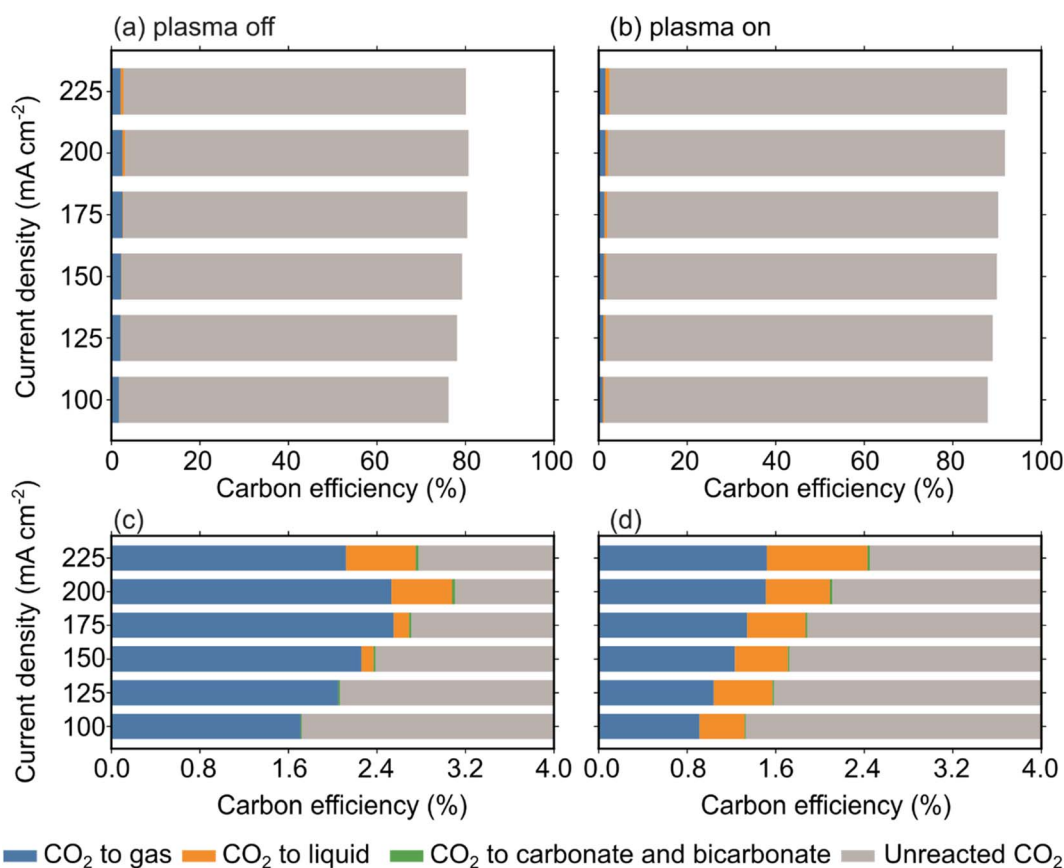 (a) plasma off
(b) plasma on
Current density (mA cm⁻²)
225
200
175
150
125
100
0 20 40 60 80 100
Carbon efficiency (%)
0 20 40 60 80 100
Carbon efficiency (%)
(c)
(d)
Current density (mA cm⁻²)
225
200
175
150
125
100
0.0 0.8 1.6 2.4 3.2 4.0
Carbon efficiency (%)
0.0 0.8 1.6 2.4 3.2 4.0
Carbon efficiency (%)
CO₂ to gas CO₂ to liquid CO₂ to carbonate and bicarbonate Unreacted CO₂